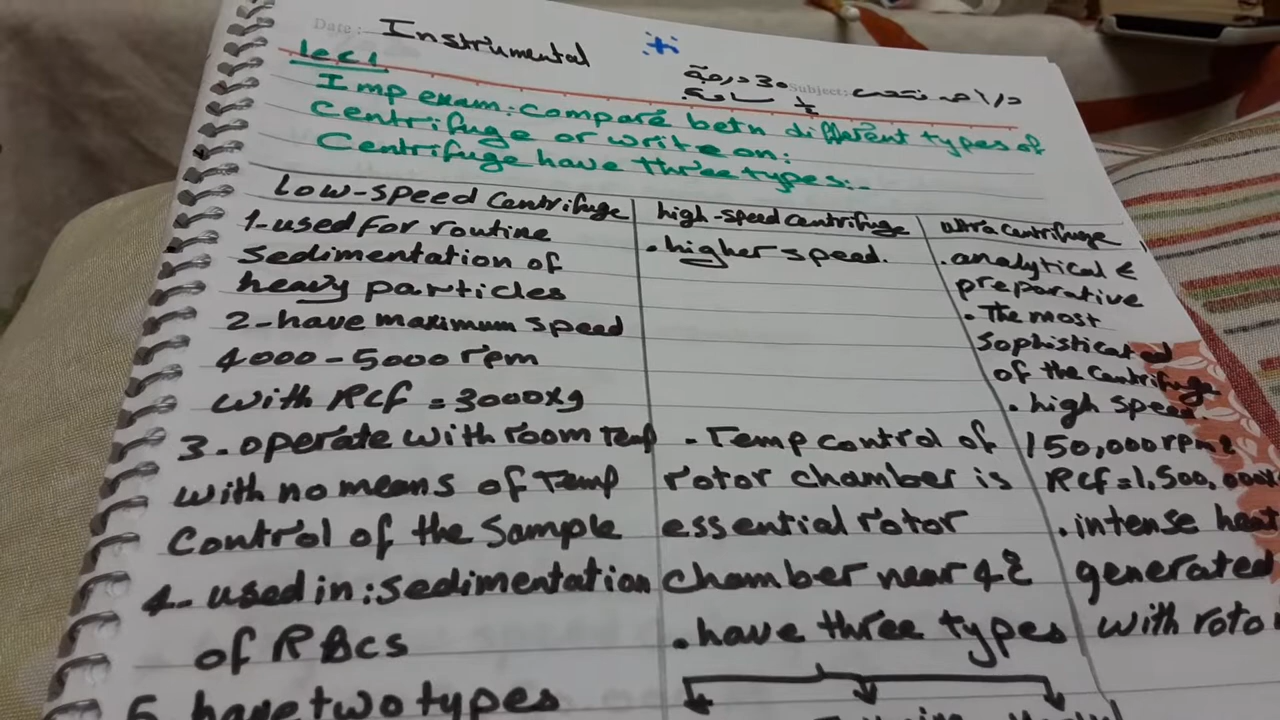 Date:
Instrumental
Subject:
30 درجة
1/2 ساعة
Lec 1
Imp exam: compare betn different types of
Centrifuge or write on:
Centrifuge have three types:-
Low-speed Centrifuge
1-used For routine
Sedimentation of
heavy particles
2-have maximum speed
4000-5000 rpm
with RCF = 3000xg
3-operate with room Temp
with no means of Temp
Control of the Sample
4-used in: sedimentation
of RBcs
5 have two types
high-speed Centrifuge
. higher speed.
. Temp control of
rotor chamber is
essential rotor
chamber near 4
. have three types
ultra centrifuge
. analytical &
preparative
. The most
Sophisticated
of the Centrifuge
. high speed
150,000 rpm &
RCF=1,500,000x
. intense heat
generated
with roto